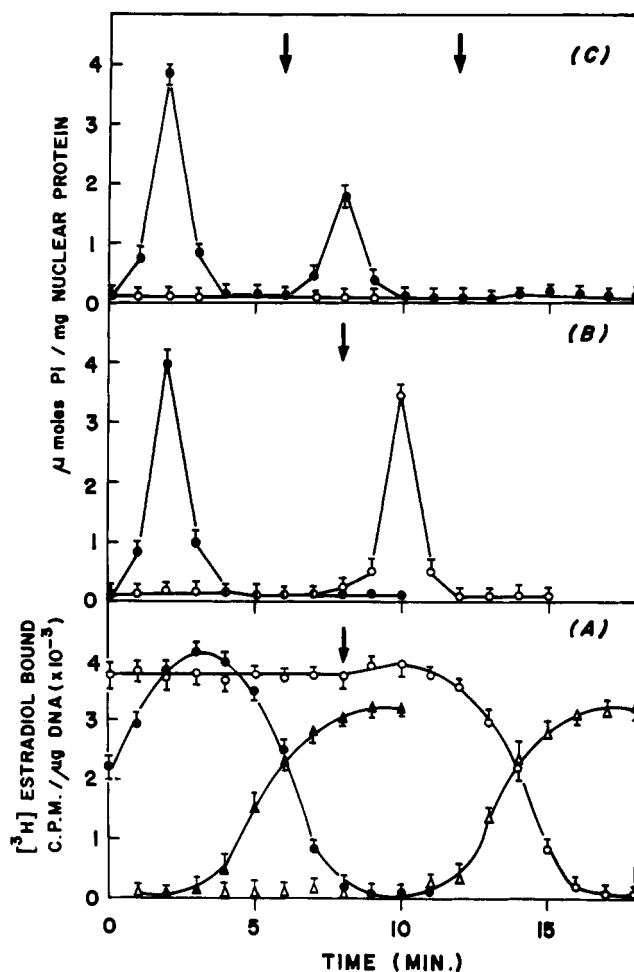 (C)
4
3
2
1
0
μ moles Pi / mg NUCLEAR PROTEIN
(B)
4
3
2
1
0
(A)
4
3
2
1
0
[³H] ESTRADIOL BOUND
C.P.M./μg DNA (x10⁻³)
0 5 10 15
TIME (MIN.)